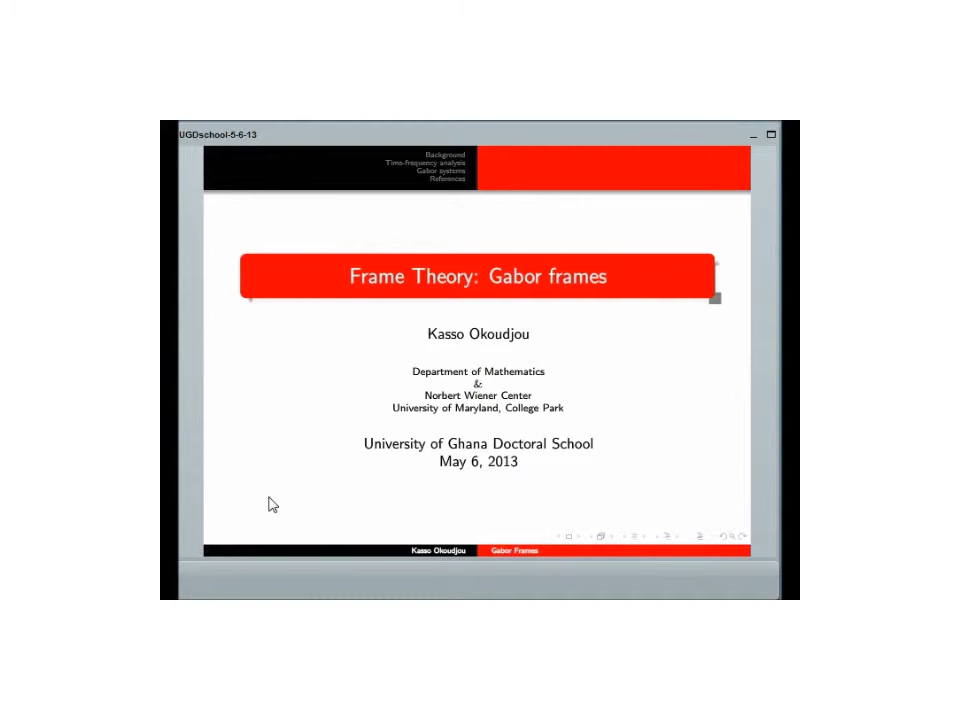 UGDschool-5-6-13
Background
Time-frequency analysis
Gabor systems
References
Frame Theory: Gabor frames
Kasso Okoudjou
Department of Mathematics
&
Norbert Wiener Center
University of Maryland, College Park
University of Ghana Doctoral School
May 6, 2013
Kasso Okoudjou
Gabor Frames